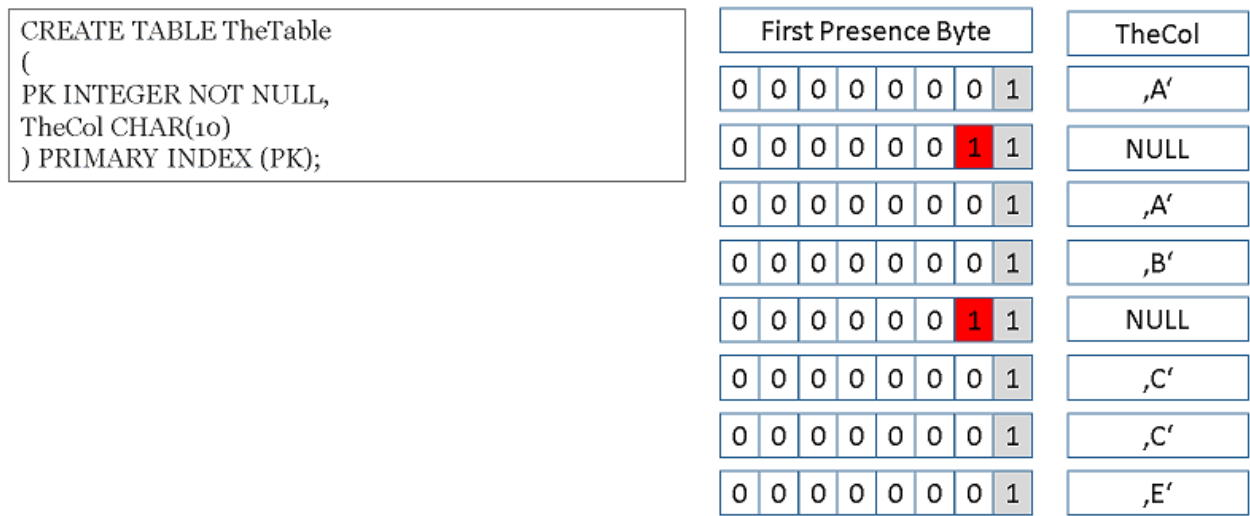 CREATE TABLE TheTable
(
PK INTEGER NOT NULL,
TheCol CHAR(10)
) PRIMARY INDEX (PK);
First Presence Byte TheCol
0 0 0 0 0 0 0 1 ‚A‘
0 0 0 0 0 0 1 1 NULL
0 0 0 0 0 0 0 1 ‚A‘
0 0 0 0 0 0 0 1 ‚B‘
0 0 0 0 0 0 1 1 NULL
0 0 0 0 0 0 0 1 ‚C‘
0 0 0 0 0 0 0 1 ‚C‘
0 0 0 0 0 0 0 1 ‚E‘